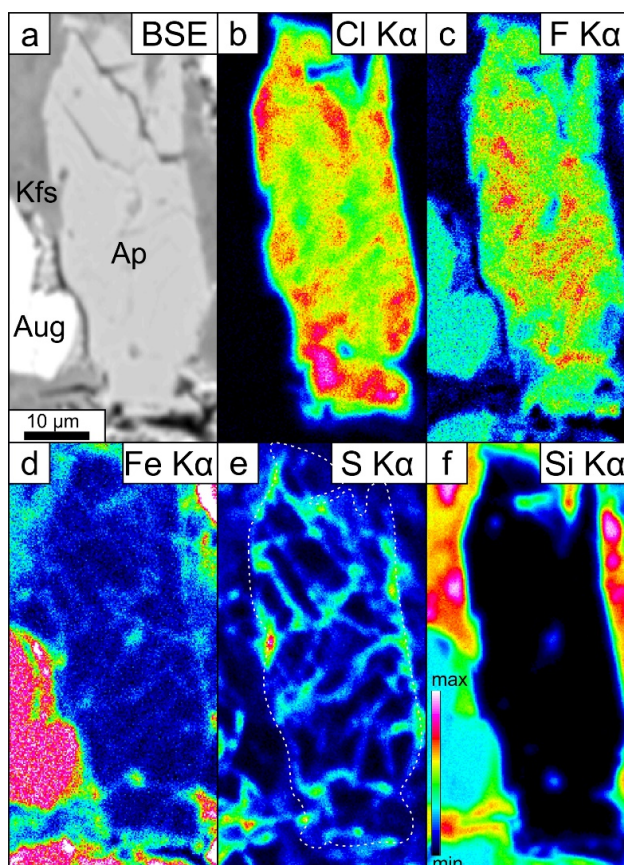 a BSE
b Cl Kα
c F Kα
Kfs
Ap
Aug
10 µm
d Fe Kα
e S Kα
f Si Kα
max
min